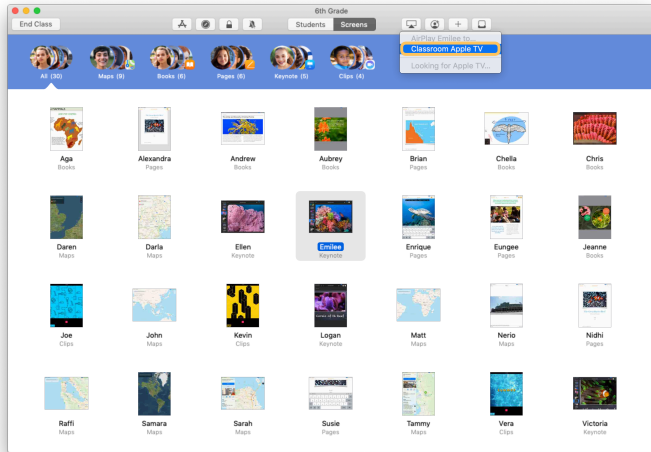 6th Grade
End Class
Students
Screens
AirPlay Emilee to...
Classroom Apple TV
Looking for Apple TV...
All (30)
Maps (9)
Books (6)
Pages (6)
Keynote (5)
Clips (4)
Aga
Books
Alexandra
Pages
Andrew
Books
Aubrey
Books
Brian
Pages
Chella
Books
Chris
Books
Daren
Maps
Darla
Maps
Ellen
Keynote
Emilee
Keynote
Enrique
Pages
Eungee
Pages
Jeanne
Books
Joe
Clips
John
Maps
Kevin
Clips
Logan
Keynote
Matt
Maps
Nerio
Maps
Nidhi
Pages
Raffi
Maps
Samara
Maps
Sarah
Maps
Susie
Pages
Tammy
Maps
Vera
Clips
Victoria
Keynote